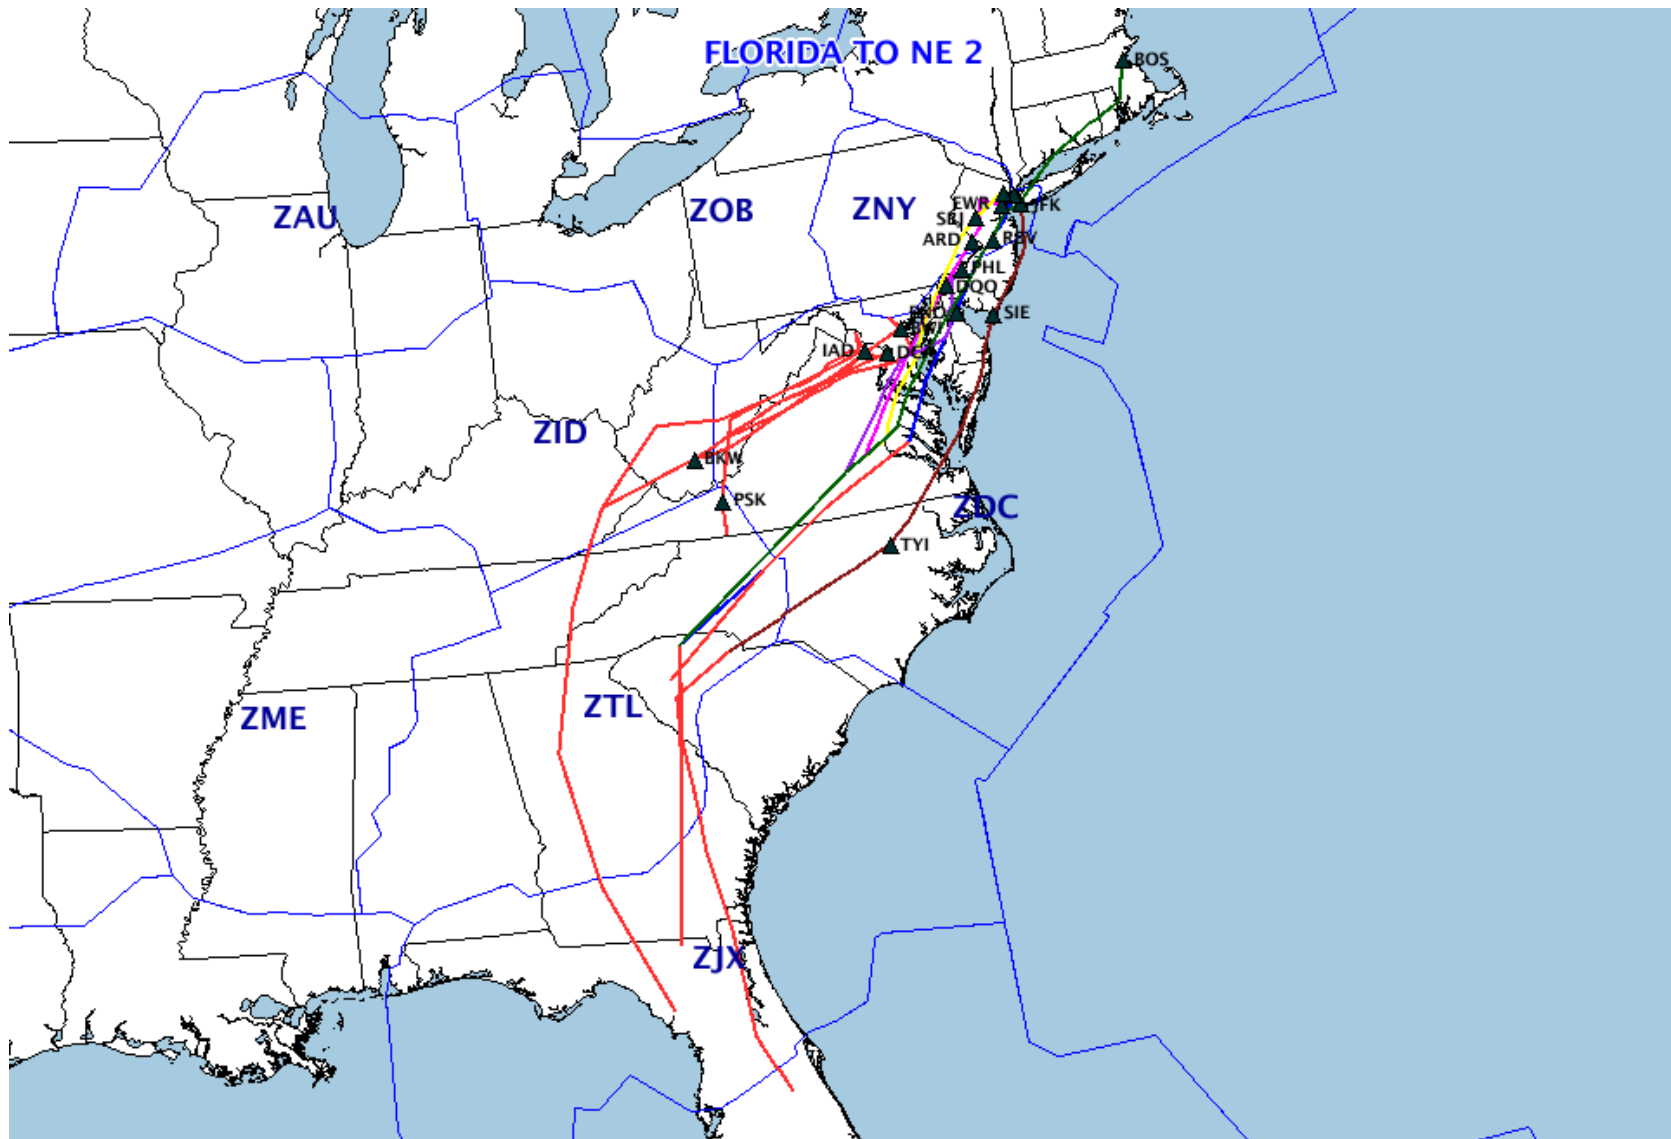 FLORIDA TO NE 2
BOS
ZAU
ZOB
ZNY
EWR
JFK
SBJ
ARD
RBV
PHL
DQO
SIE
IAD
ZID
BKW
PSK
ZDC
TYI
ZME
ZTL
ZJX